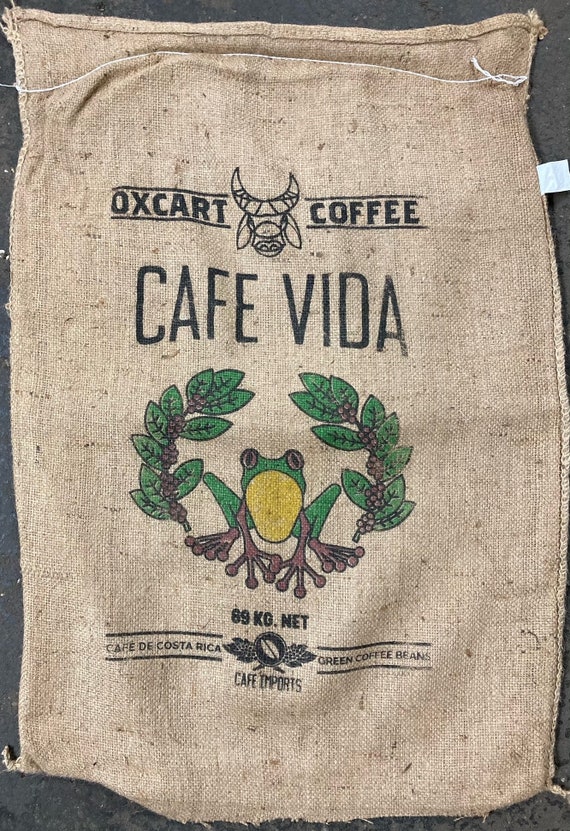 OXCART COFFEE
CAFE VIDA
69 KG. NET
CAFE DE COSTA RICA GREEN COFFEE BEANS
CAFE IMPORTS